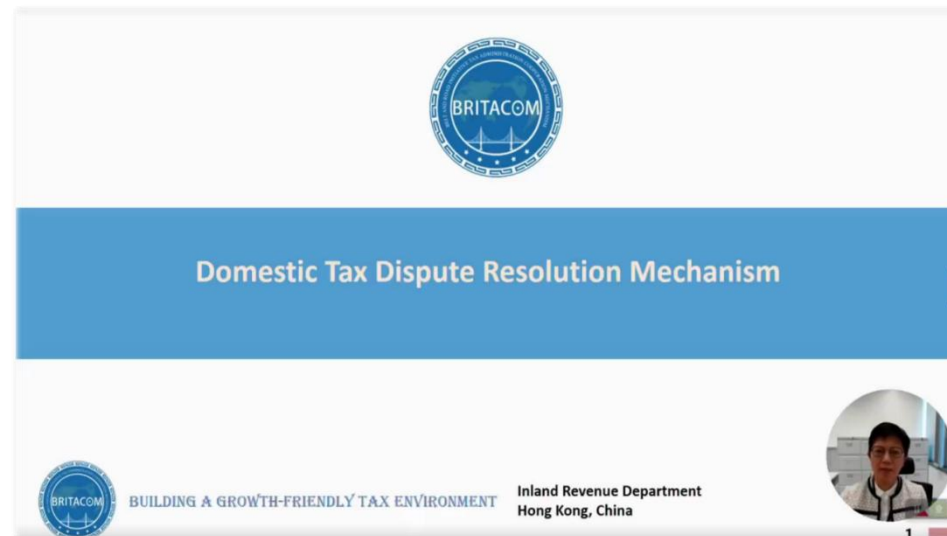 BRITACOM
Domestic Tax Dispute Resolution Mechanism
BRITACOM
BUILDING A GROWTH-FRIENDLY TAX ENVIRONMENT
Inland Revenue Department
Hong Kong, China
1